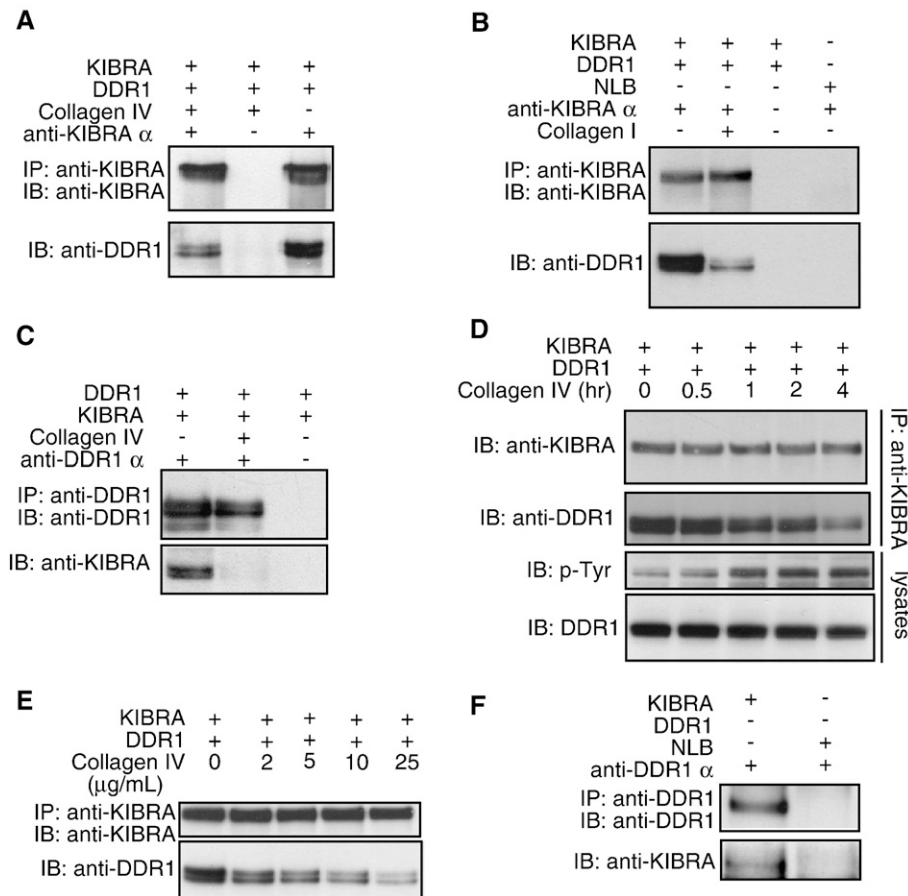 A
KIBRA + + +
DDR1 + + +
Collagen IV + + -
anti-KIBRA α + - +
IP: anti-KIBRA
IB: anti-KIBRA
IB: anti-DDR1
B
KIBRA + + + -
DDR1 + + + -
NLB - - - +
anti-KIBRA α + + - +
Collagen I - + - -
IP: anti-KIBRA
IB: anti-KIBRA
IB: anti-DDR1
C
DDR1 + + +
KIBRA + + +
Collagen IV - + -
anti-DDR1 α + + -
IP: anti-DDR1
IB: anti-DDR1
IB: anti-KIBRA
D
KIBRA + + + + +
DDR1 + + + + +
Collagen IV (hr) 0 0.5 1 2 4
IB: anti-KIBRA
IB: anti-DDR1
IP: anti-KIBRA
IB: p-Tyr
IB: DDR1
lysates
E
KIBRA + + + + +
DDR1 + + + + +
Collagen IV 0 2 5 10 25
(μg/mL)
IP: anti-KIBRA
IB: anti-KIBRA
IB: anti-DDR1
F
KIBRA + -
DDR1 - -
NLB - +
anti-DDR1 α + +
IP: anti-DDR1
IB: anti-DDR1
IB: anti-KIBRA